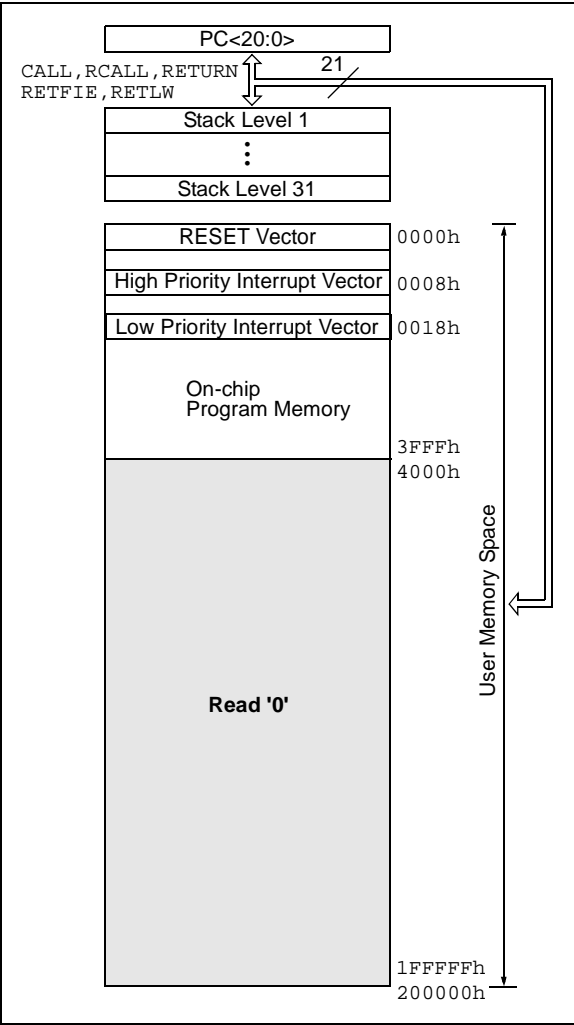 PC<20:0>
CALL,RCALL,RETURN
RETFIE,RETLW
21
Stack Level 1
Stack Level 31
RESET Vector
0000h
High Priority Interrupt Vector
0008h
Low Priority Interrupt Vector
0018h
On-chip
Program Memory
3FFFh
4000h
User Memory Space
Read '0'
1FFFFFh
200000h